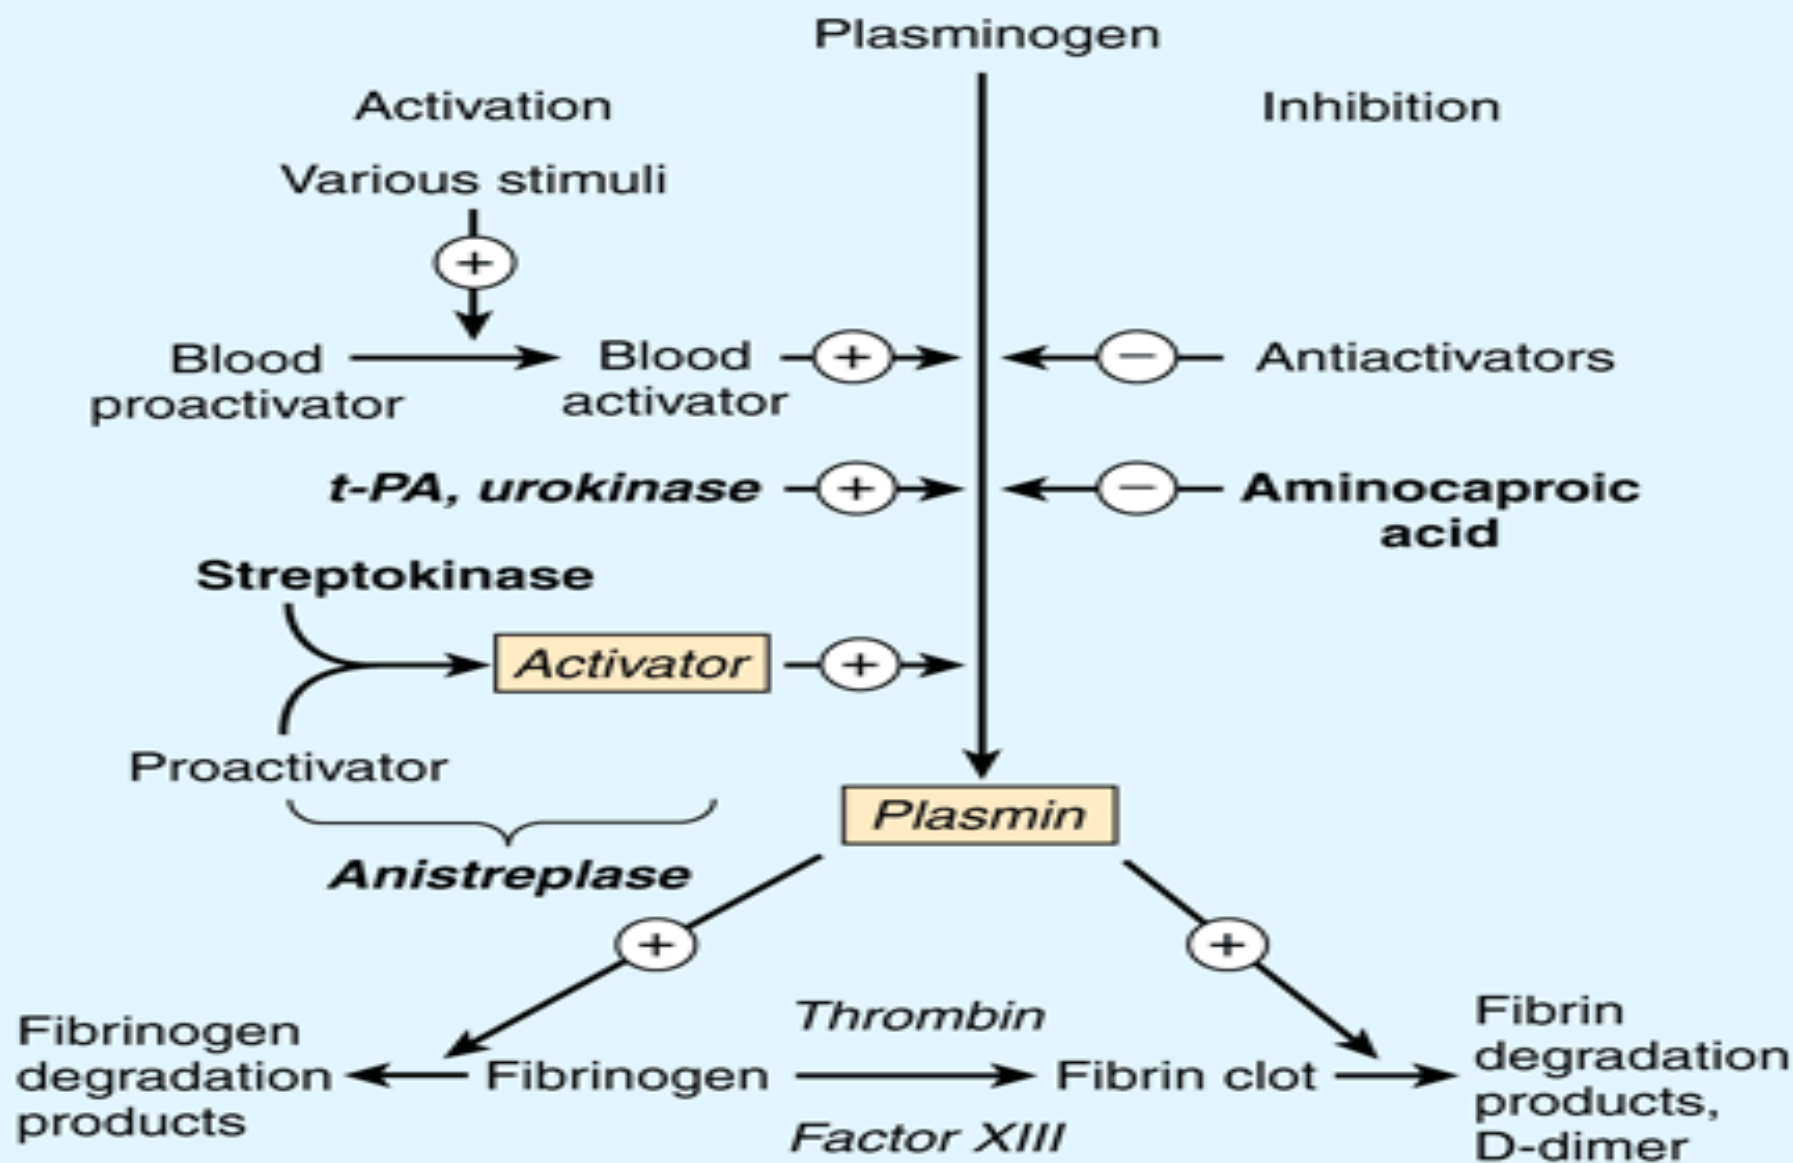 Plasminogen
Activation
Inhibition
Various stimuli
+
Blood
proactivator
Blood
activator
+
−
Antiactivators
t-PA, urokinase
+
−
Aminocaproic
acid
Streptokinase
Activator
+
Proactivator
Anistreplase
Plasmin
+
+
Fibrinogen
degradation
products
Fibrinogen
Thrombin
Factor XIII
Fibrin clot
Fibrin
degradation
products,
D-dimer